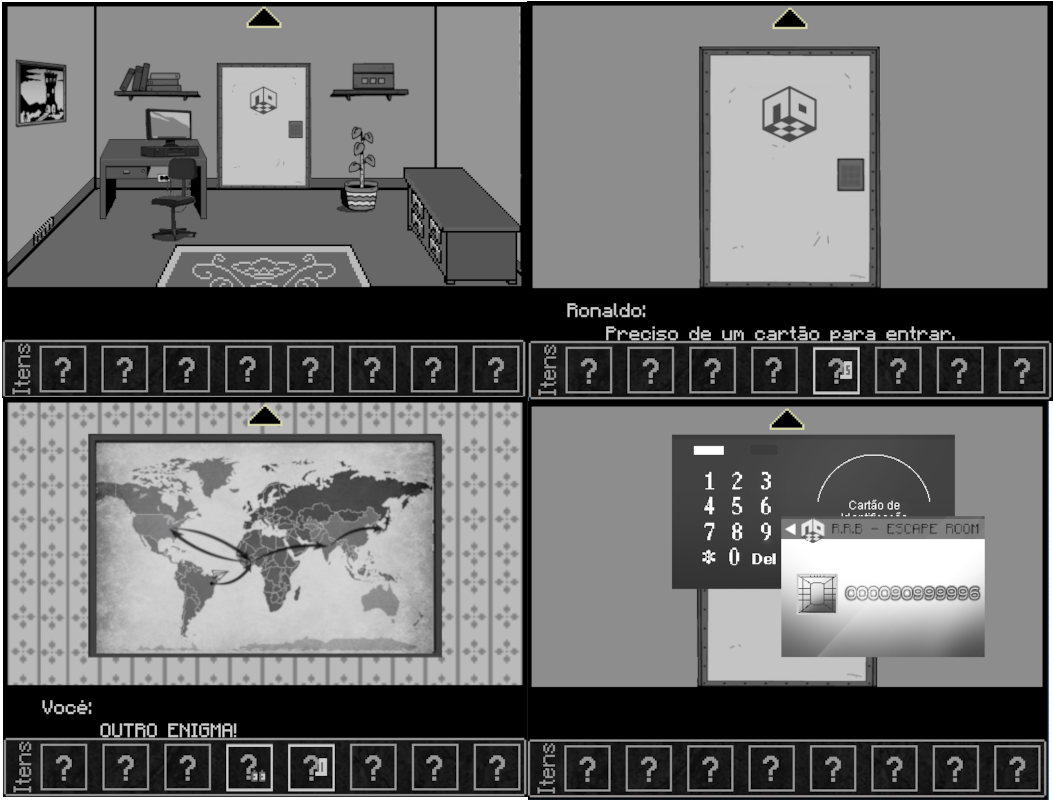 Itens
? ? ? ? ? ? ? ?
Ronaldo:
Preciso de um cartão para entrar.
Itens
? ? ? ? ? ? ? ?
Você:
OUTRO ENIGMA!
Itens
? ? ? ? ? ? ? ?
1 2 3
4 5 6
7 8 9
* 0 Del
Cartão de
Identificação
R.R.B - ESCAPE ROOM
000090999996
Itens
? ? ? ? ? ? ? ?